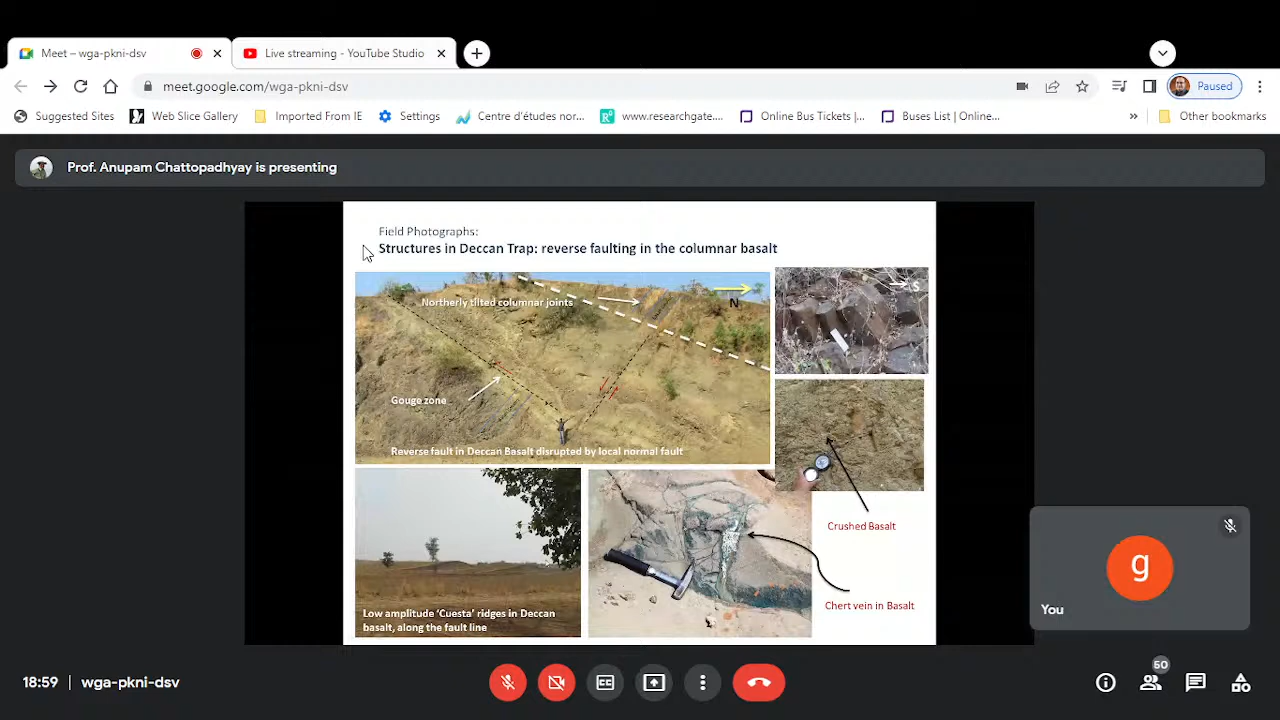 Meet – wga-pkni-dsv
Live streaming - YouTube Studio
meet.google.com/wga-pkni-dsv
Paused
Suggested Sites
Web Slice Gallery
Imported From IE
Settings
Centre d'études nor...
www.researchgate....
Online Bus Tickets |...
Buses List | Online...
»
Other bookmarks
Prof. Anupam Chattopadhyay is presenting
Field Photographs:
Structures in Deccan Trap: reverse faulting in the columnar basalt
Northerly tilted columnar joints
N
S
Gouge zone
Reverse fault in Deccan Basalt disrupted by local normal fault
Crushed Basalt
Low amplitude 'Cuesta' ridges in Deccan
basalt, along the fault line
Chert vein in Basalt
g
You
18:59 | wga-pkni-dsv
CC
50